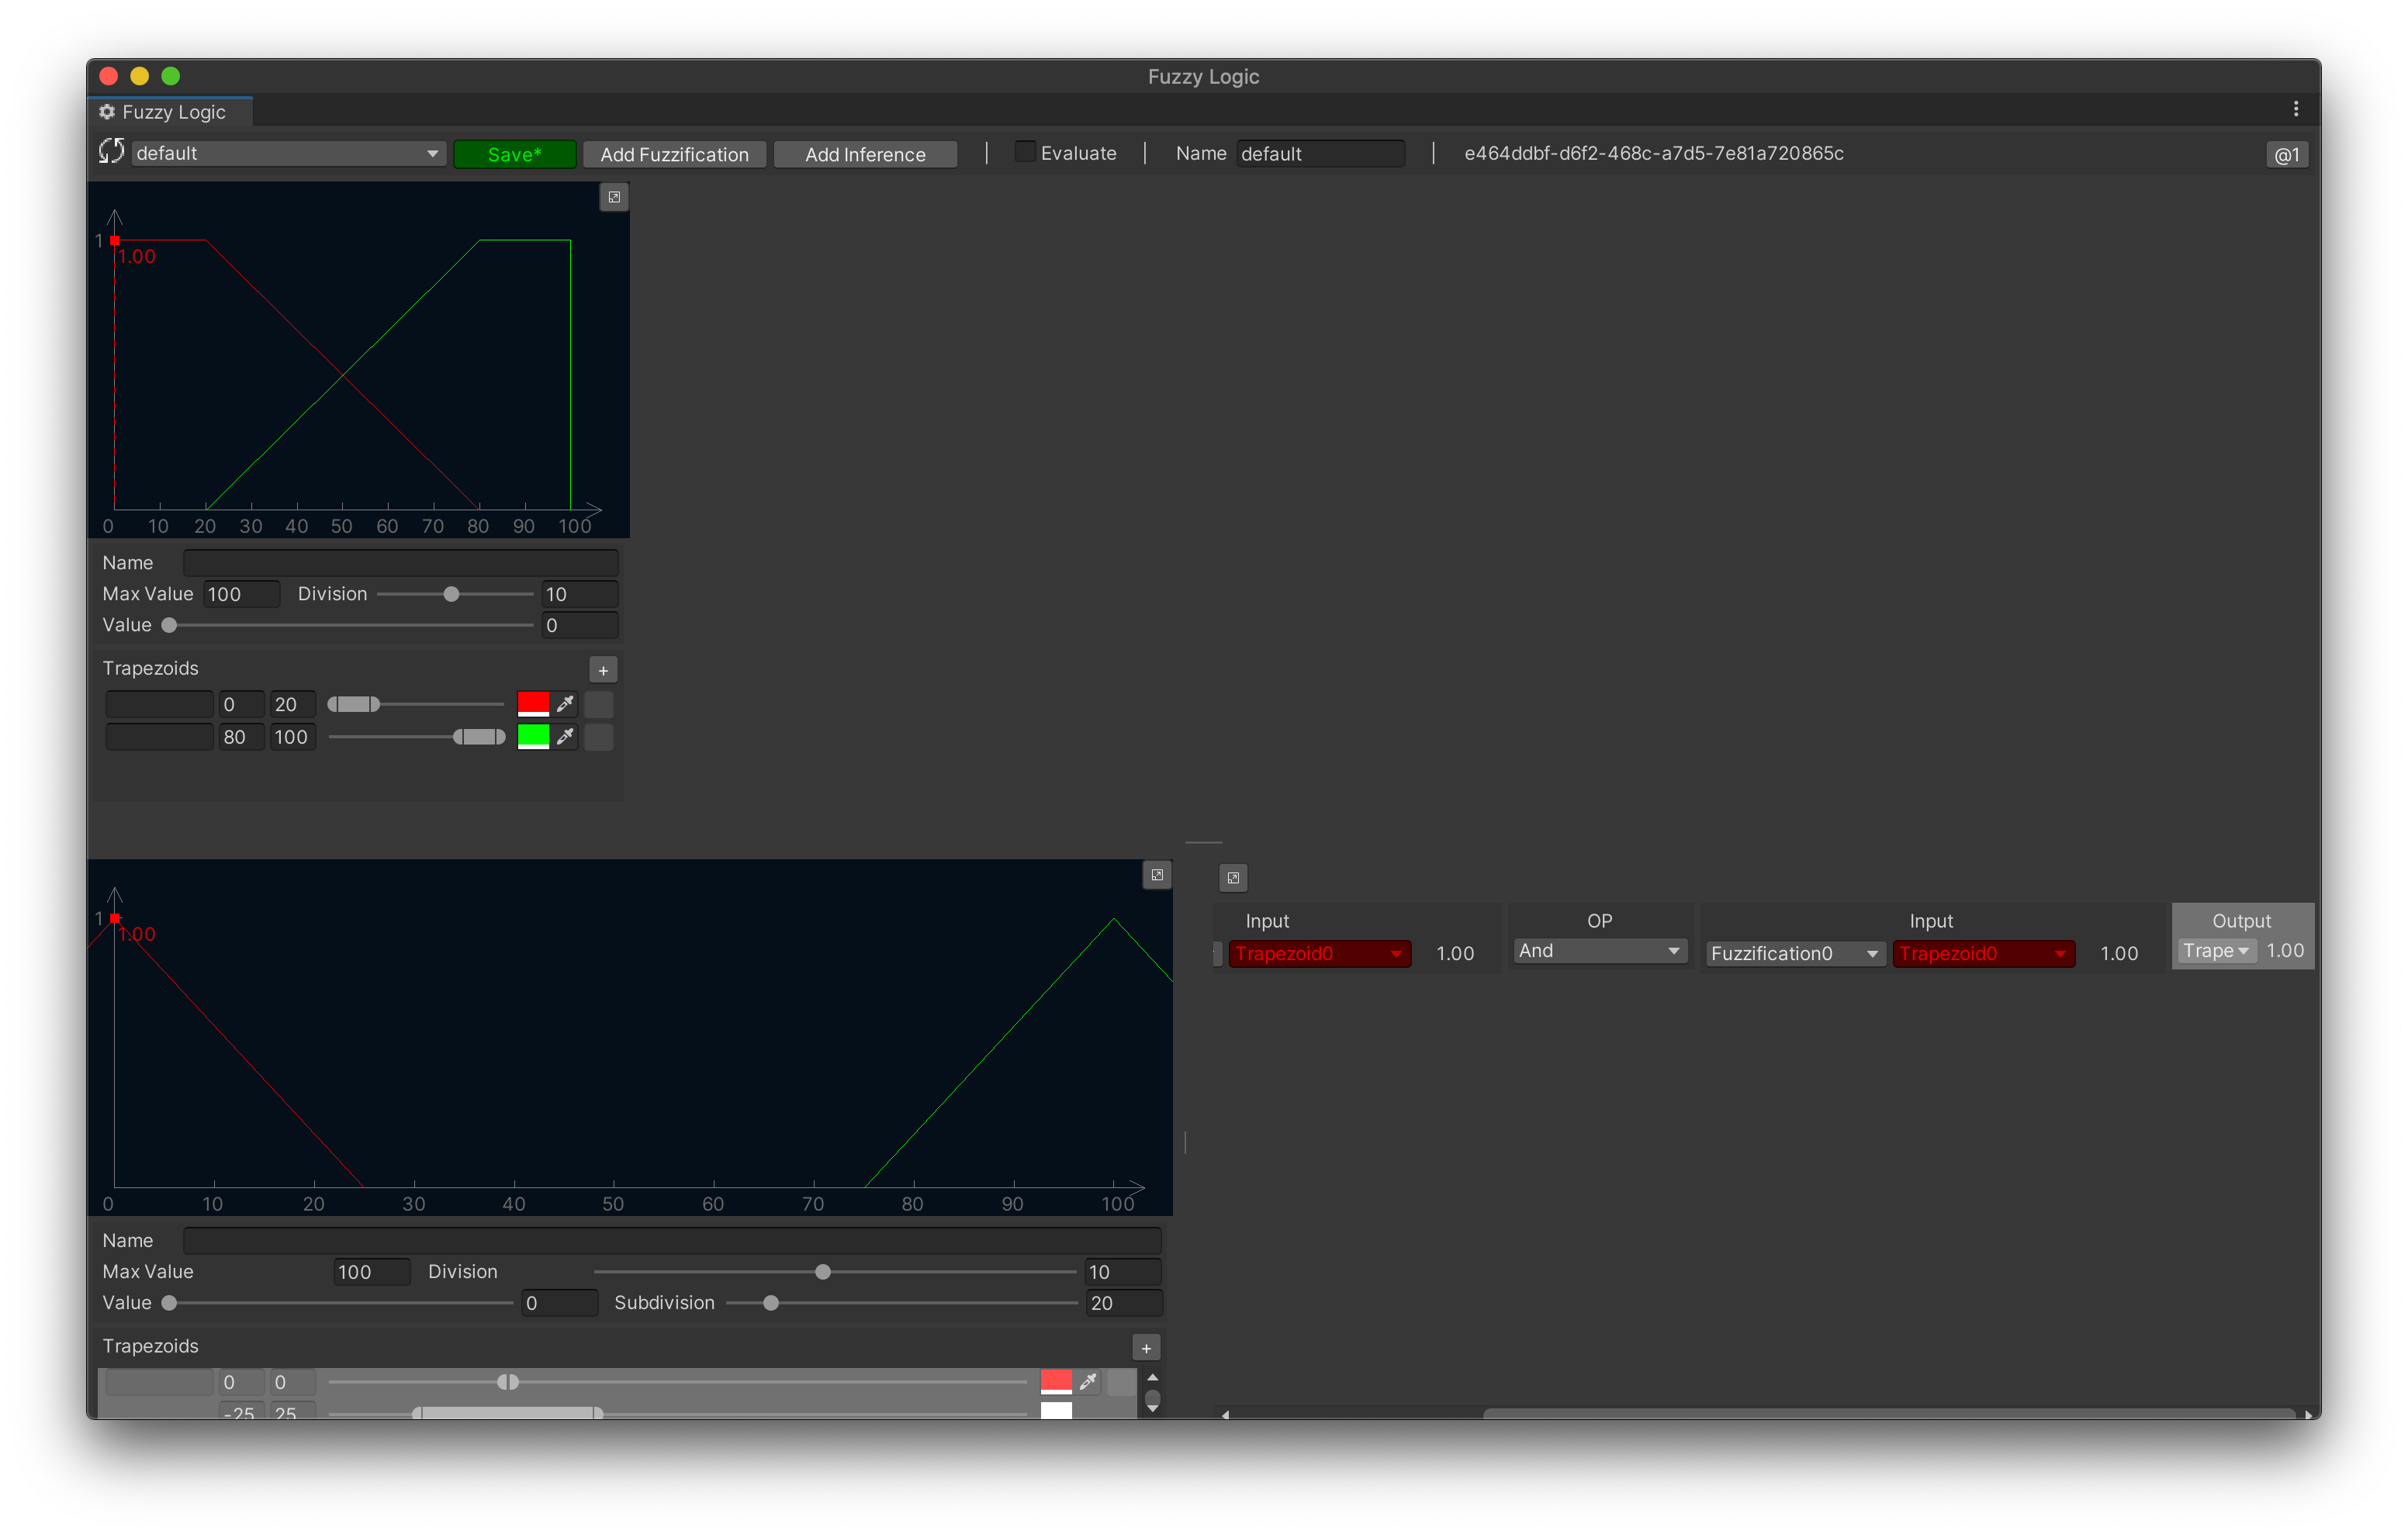 Fuzzy Logic
Fuzzy Logic
default Save* Add Fuzzification Add Inference | Evaluate | Name default | e464ddbf-d6f2-468c-a7d5-7e81a720865c @1
1
1.00
0 10 20 30 40 50 60 70 80 90 100
Name
Max Value 100 Division 10
Value 0
Trapezoids +
0 20
80 100
1
1.00
0 10 20 30 40 50 60 70 80 90 100
Name
Max Value 100 Division 10
Value 0 Subdivision 20
Trapezoids +
0 0
-25 25
Input OP Input Output
Trapezoid0 1.00 And Fuzzification0 Trapezoid0 1.00 Trape 1.00